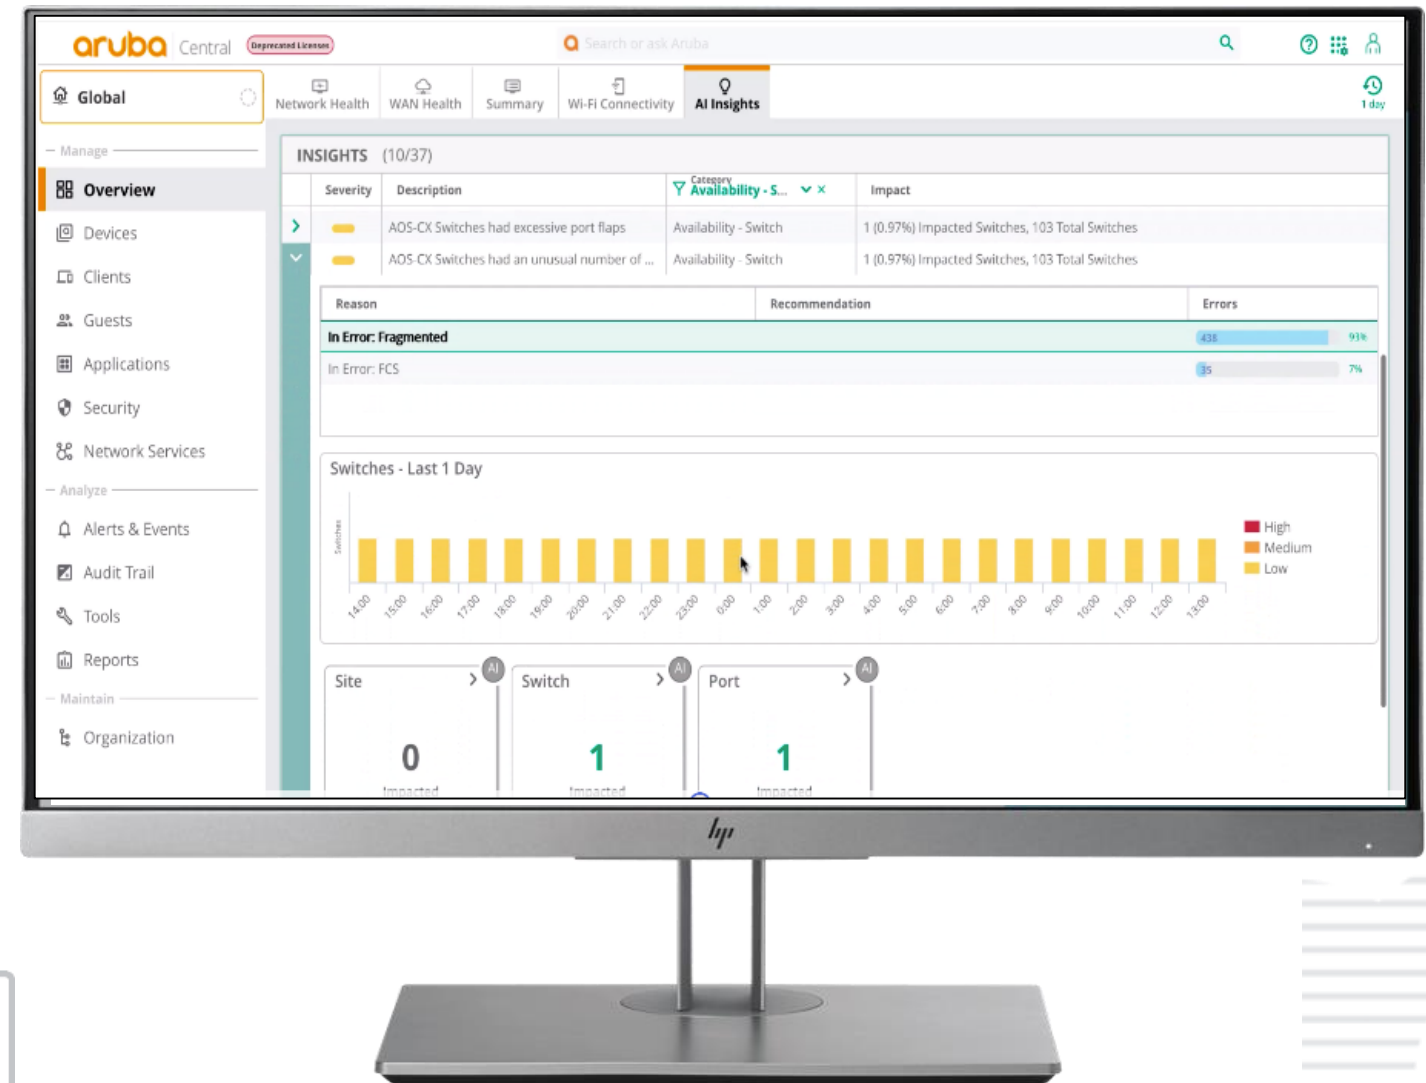 aruba Central Deprecated Licenses Search or ask Aruba
Global
Network Health WAN Health Summary Wi-Fi Connectivity AI Insights 1 day
Manage
Overview
Devices
Clients
Guests
Applications
Security
Network Services
Analyze
Alerts & Events
Audit Trail
Tools
Reports
Maintain
Organization
INSIGHTS (10/37)
Severity Description Category Availability - S... Impact
AOS-CX Switches had excessive port flaps Availability - Switch 1 (0.97%) Impacted Switches, 103 Total Switches
AOS-CX Switches had an unusual number of ... Availability - Switch 1 (0.97%) Impacted Switches, 103 Total Switches
Reason Recommendation Errors
In Error: Fragmented 438 93%
In Error: FCS 35 7%
Switches - Last 1 Day
Switches
High
Medium
Low
14:00 15:00 16:00 17:00 18:00 19:00 20:00 21:00 22:00 23:00 0:00 1:00 2:00 3:00 4:00 5:00 6:00 7:00 8:00 9:00 10:00 11:00 12:00 13:00
Site AI Switch AI Port AI
0 1 1
Impacted Impacted Impacted
hp